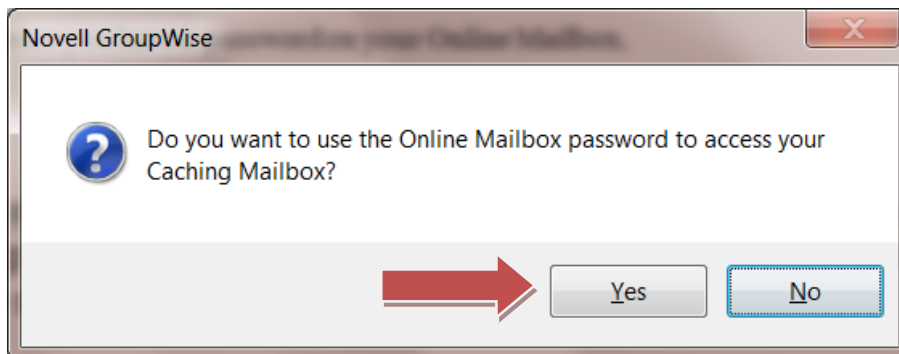 Novell GroupWise
Do you want to use the Online Mailbox password to access your
Caching Mailbox?
Yes
No